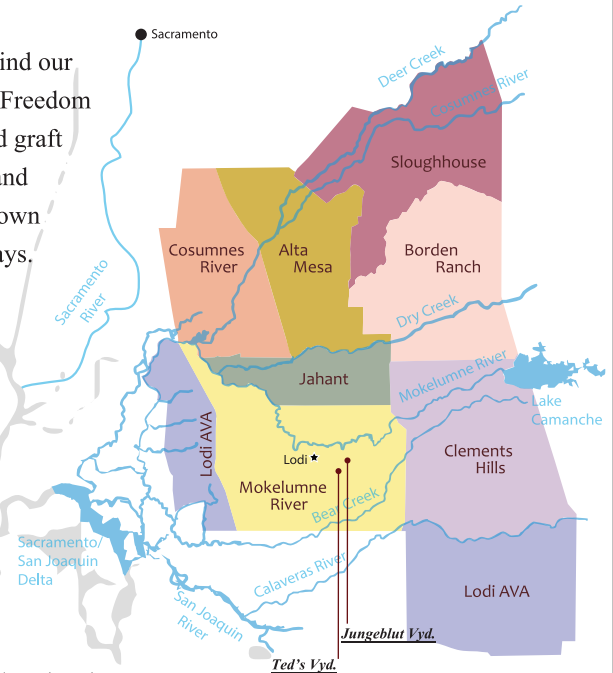 Sacramento
ind our
Freedom
d graft
and
own
ays.
Deer Creek
Cosumnes River
Sloughhouse
Cosumnes
River
Alta
Mesa
Borden
Ranch
Sacramento
River
Dry Creek
Jahant
Mokelumne River
Lake
Camanche
Lodi AVA
Lodi
Clements
Hills
Mokelumne
River
Bear Creek
Sacramento/
San Joaquin
Delta
Calaveras River
Lodi AVA
San Joaquin
River
Jungeblut Vyd.
Ted's Vyd.